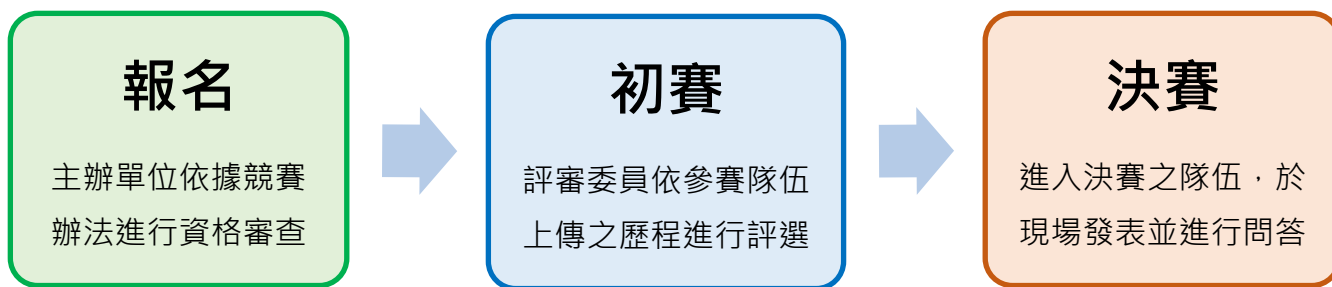 報名
主辦單位依據競賽
辦法進行資格審查
初賽
評審委員依參賽隊伍
上傳之歷程進行評選
決賽
進入決賽之隊伍，於
現場發表並進行問答